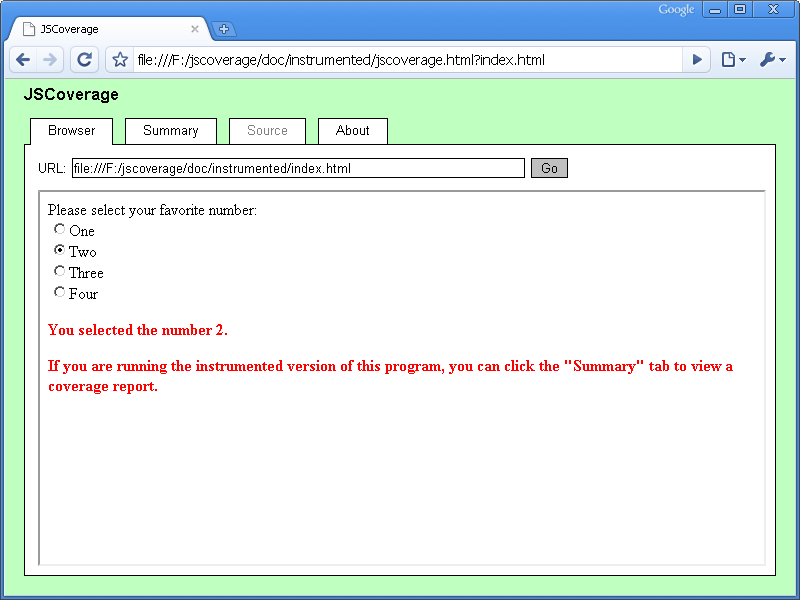 Google
JSCoverage
file:///F:/jscoverage/doc/instrumented/jscoverage.html?index.html
JSCoverage
Browser Summary Source About
URL: file:///F:/jscoverage/doc/instrumented/index.html Go
Please select your favorite number:
One
Two
Three
Four
You selected the number 2.
If you are running the instrumented version of this program, you can click the "Summary" tab to view a
coverage report.